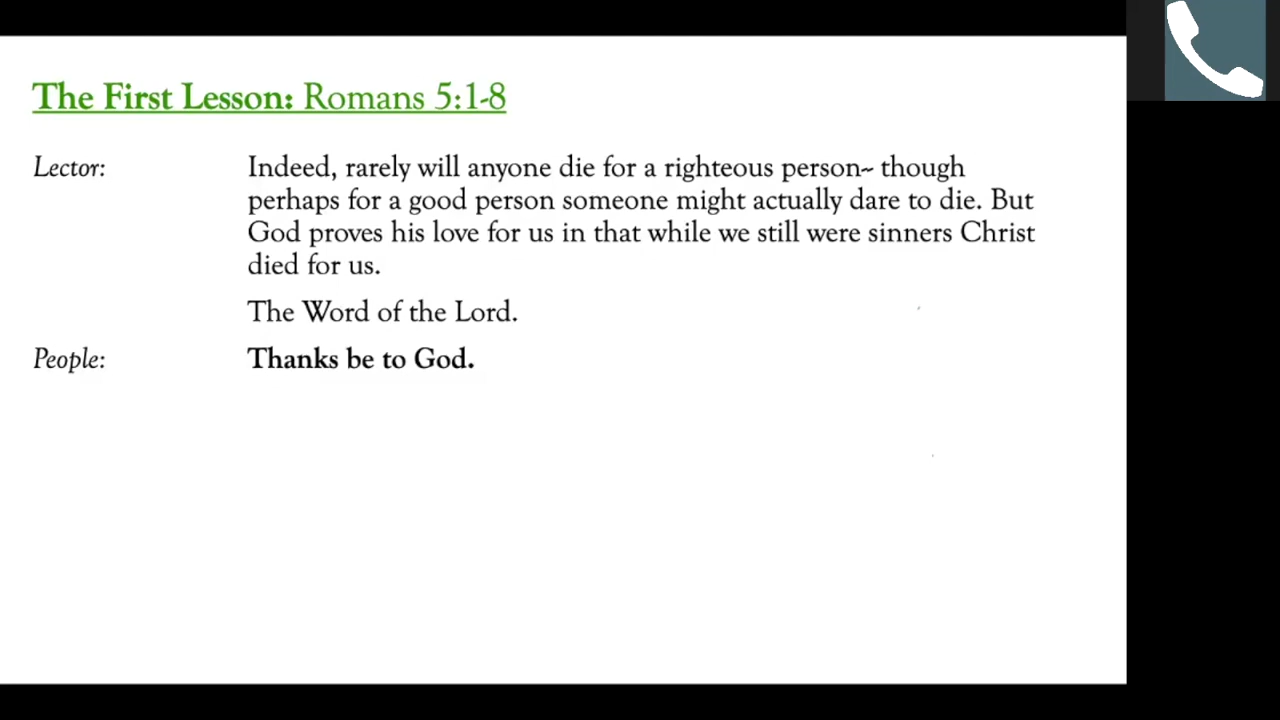 The First Lesson: Romans 5:1-8
Lector: Indeed, rarely will anyone die for a righteous person~ though
perhaps for a good person someone might actually dare to die. But
God proves his love for us in that while we still were sinners Christ
died for us.
The Word of the Lord.
People: Thanks be to God.